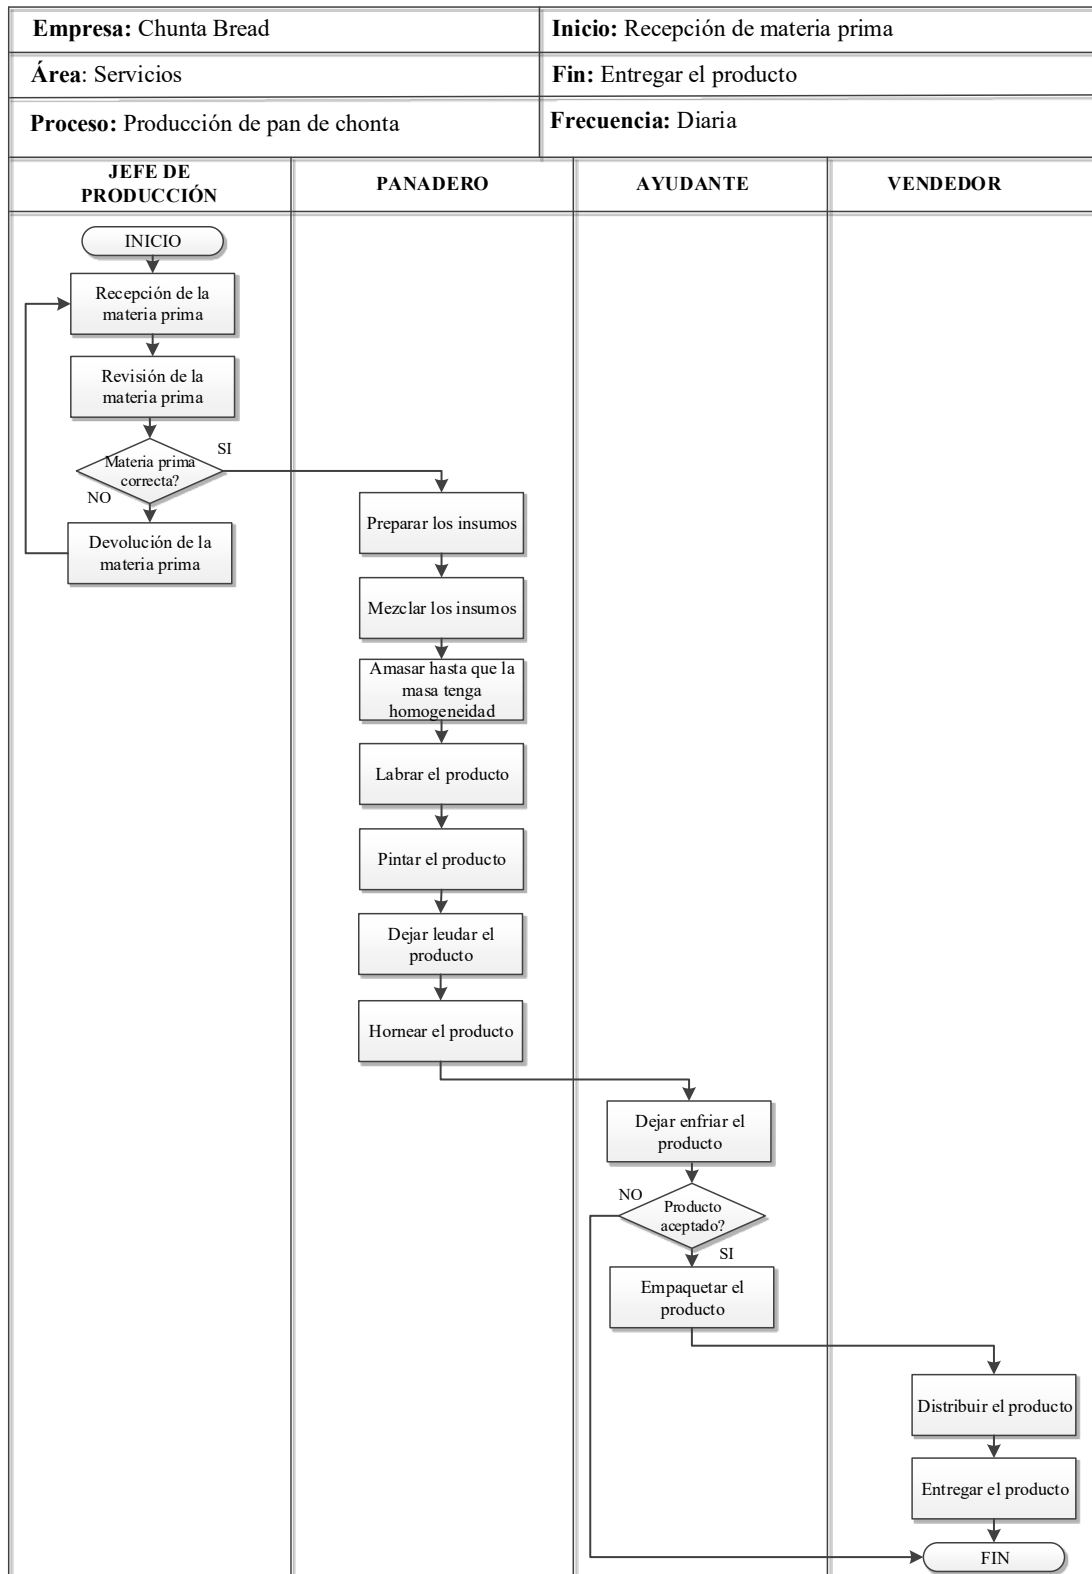 Empresa: Chunta Bread
Inicio: Recepción de materia prima
Área: Servicios
Fin: Entregar el producto
Proceso: Producción de pan de chonta
Frecuencia: Diaria
JEFE DE
PRODUCCIÓN
PANADERO
AYUDANTE
VENDEDOR
INICIO
Recepción de la
materia prima
Revisión de la
materia prima
Materia prima
correcta?
SI
NO
Devolución de la
materia prima
Preparar los insumos
Mezclar los insumos
Amasar hasta que la
masa tenga
homogeneidad
Labrar el producto
Pintar el producto
Dejar leudar el
producto
Hornear el producto
Dejar enfriar el
producto
NO
Producto
aceptado?
SI
Empaquetar el
producto
Distribuir el producto
Entregar el producto
FIN